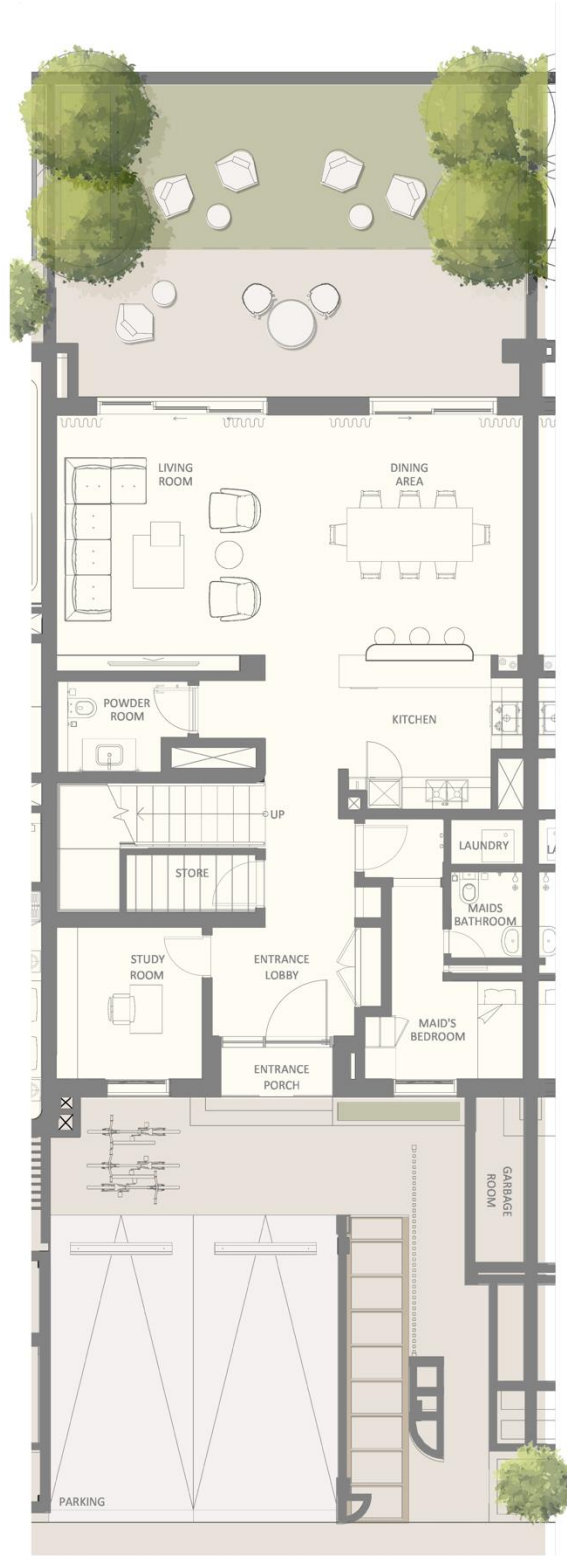 LIVING
ROOM
DINING
AREA
POWDER
ROOM
KITCHEN
UP
LAUNDRY
LA
STORE
MAIDS
BATHROOM
STUDY
ROOM
ENTRANCE
LOBBY
MAID'S
BEDROOM
ENTRANCE
PORCH
GARBAGE
ROOM
PARKING